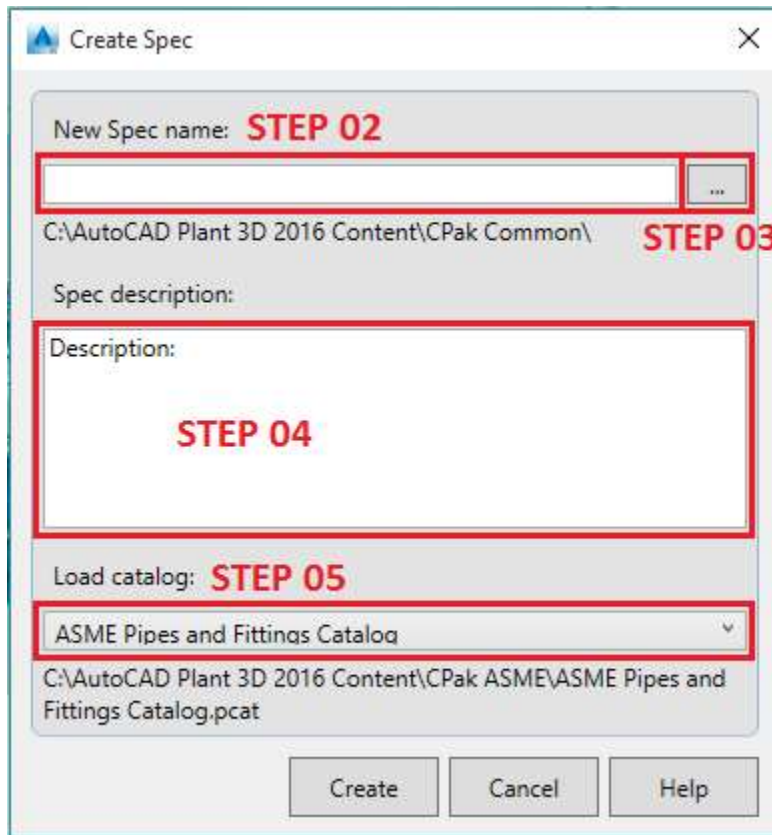 Create Spec
New Spec name: STEP 02
...
C:\AutoCAD Plant 3D 2016 Content\CPak Common\ STEP 03
Spec description:
Description:
STEP 04
Load catalog: STEP 05
ASME Pipes and Fittings Catalog
C:\AutoCAD Plant 3D 2016 Content\CPak ASME\ASME Pipes and
Fittings Catalog.pcat
Create Cancel Help